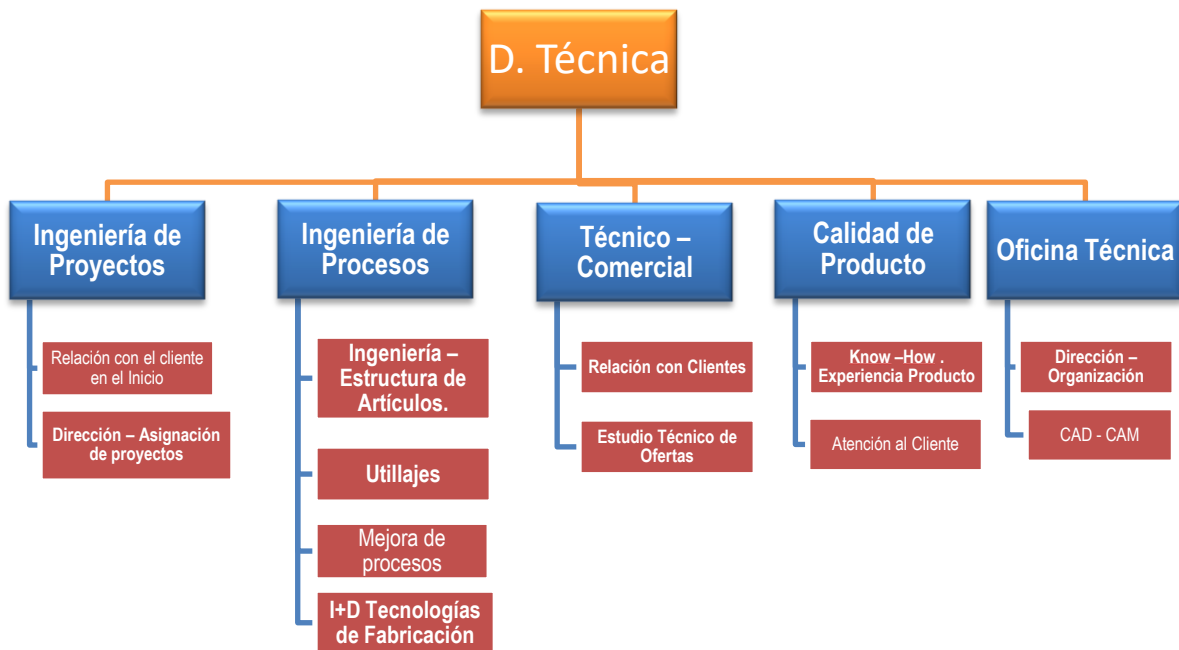 D. Técnica
Ingeniería de
Proyectos
Relación con el cliente
en el Inicio
Dirección – Asignación
de proyectos
Ingeniería de
Procesos
Ingeniería –
Estructura de
Artículos.
Utillajes
Mejora de
procesos
I+D Tecnologías
de Fabricación
Técnico –
Comercial
Relación con Clientes
Estudio Técnico de
Ofertas
Calidad de
Producto
Know –How .
Experiencia Producto
Atención al Cliente
Oficina Técnica
Dirección –
Organización
CAD - CAM